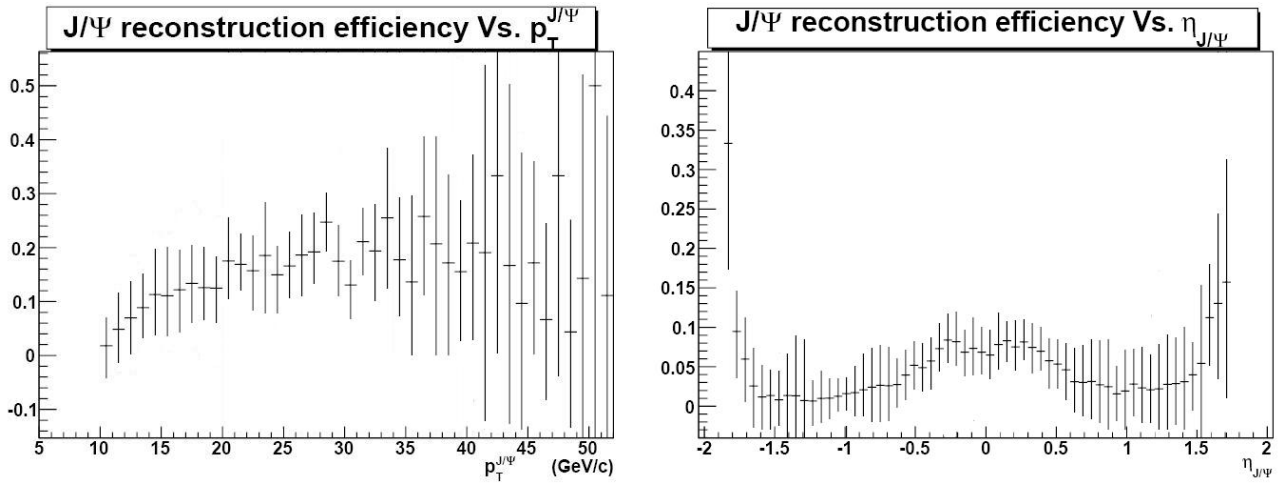 J/Ψ reconstruction efficiency Vs. p_T^{J/Ψ}
0.5
0.4
0.3
0.2
0.1
0
-0.1
5 10 15 20 25 30 35 40 45 50
p_T^{J/Ψ} (GeV/c)
J/Ψ reconstruction efficiency Vs. η_{J/Ψ}
0.4
0.35
0.3
0.25
0.2
0.15
0.1
0.05
0
-2 -1.5 -1 -0.5 0 0.5 1 1.5 2
η_{J/Ψ}